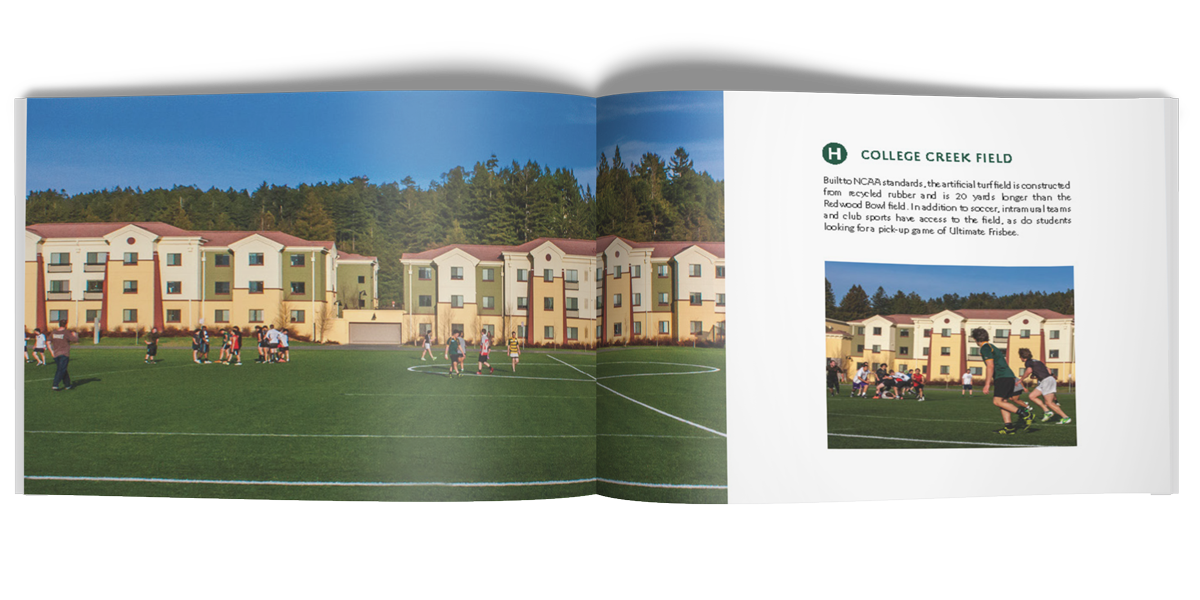 H COLLEGE CREEK FIELD
Built to NCAA standards, the artificial turf field is constructed
from recycled rubber and is 20 yards longer than the
Redwood Bowl field. In addition to soccer, intramural teams
and club sports have access to the field, as do students
looking for a pick-up game of Ultimate Frisbee.